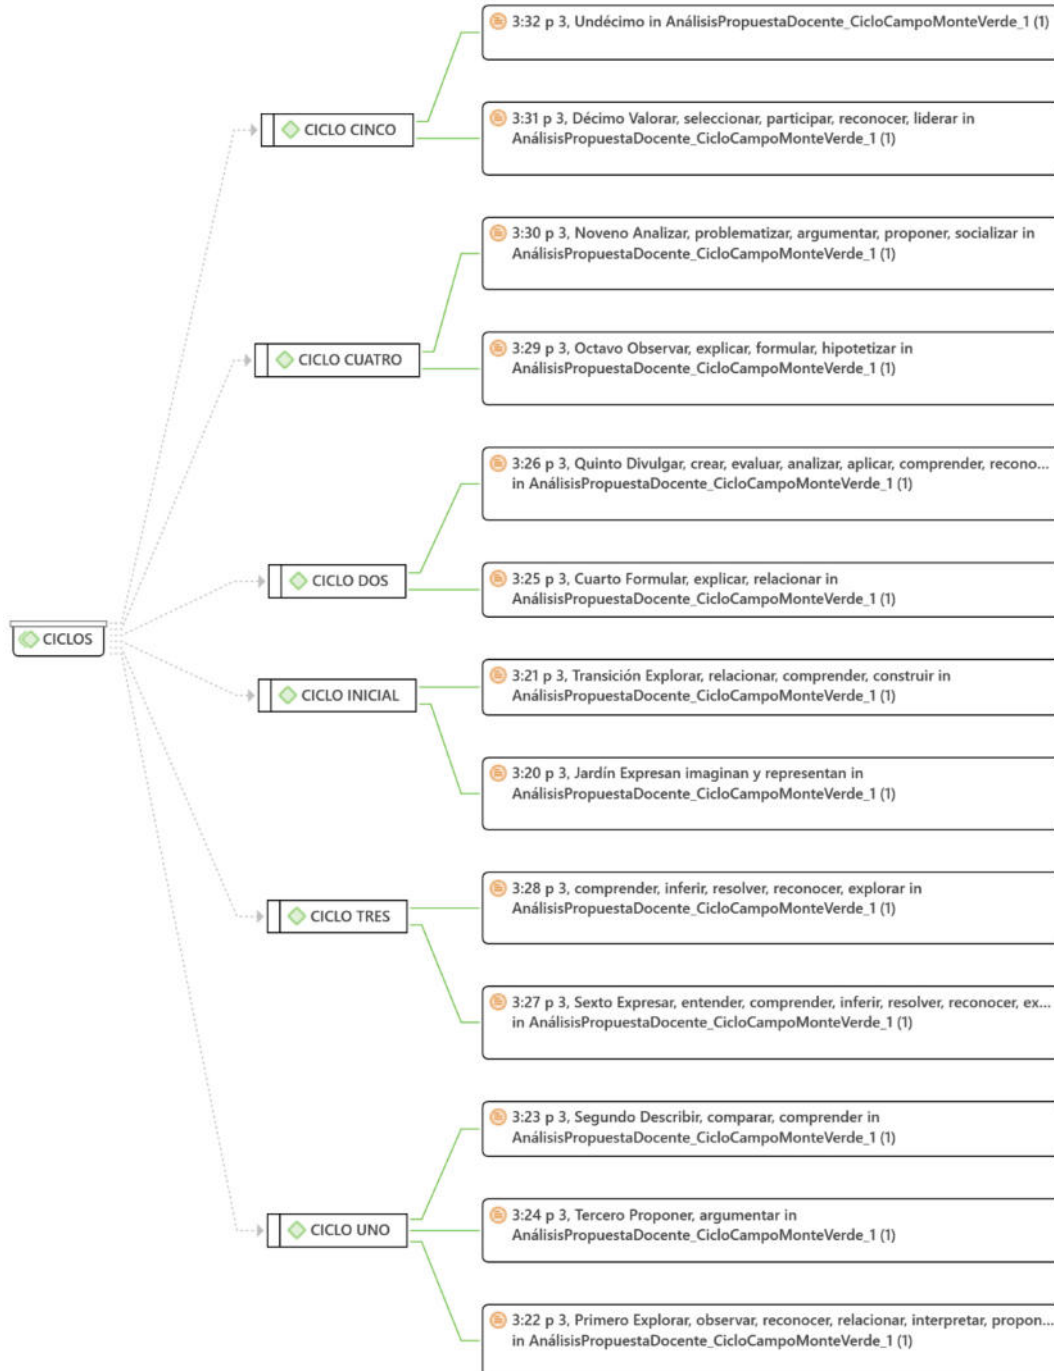 3:32 p 3, Undécimo in AnálisisPropuestaDocente_CicloCampoMonteVerde_1 (1)
CICLO CINCO
3:31 p 3, Décimo Valorar, seleccionar, participar, reconocer, liderar in
AnálisisPropuestaDocente_CicloCampoMonteVerde_1 (1)
3:30 p 3, Noveno Analizar, problematizar, argumentar, proponer, socializar in
AnálisisPropuestaDocente_CicloCampoMonteVerde_1 (1)
CICLO CUATRO
3:29 p 3, Octavo Observar, explicar, formular, hipotetizar in
AnálisisPropuestaDocente_CicloCampoMonteVerde_1 (1)
3:26 p 3, Quinto Divulgar, crear, evaluar, analizar, aplicar, comprender, recono...
in AnálisisPropuestaDocente_CicloCampoMonteVerde_1 (1)
CICLO DOS
3:25 p 3, Cuarto Formular, explicar, relacionar in
AnálisisPropuestaDocente_CicloCampoMonteVerde_1 (1)
CICLOS
3:21 p 3, Transición Explorar, relacionar, comprender, construir in
AnálisisPropuestaDocente_CicloCampoMonteVerde_1 (1)
CICLO INICIAL
3:20 p 3, Jardín Expresan imaginan y representan in
AnálisisPropuestaDocente_CicloCampoMonteVerde_1 (1)
3:28 p 3, comprender, inferir, resolver, reconocer, explorar in
AnálisisPropuestaDocente_CicloCampoMonteVerde_1 (1)
CICLO TRES
3:27 p 3, Sexto Expresar, entender, comprender, inferir, resolver, reconocer, ex...
in AnálisisPropuestaDocente_CicloCampoMonteVerde_1 (1)
3:23 p 3, Segundo Describir, comparar, comprender in
AnálisisPropuestaDocente_CicloCampoMonteVerde_1 (1)
CICLO UNO
3:24 p 3, Tercero Proponer, argumentar in
AnálisisPropuestaDocente_CicloCampoMonteVerde_1 (1)
3:22 p 3, Primero Explorar, observar, reconocer, relacionar, interpretar, propon...
in AnálisisPropuestaDocente_CicloCampoMonteVerde_1 (1)